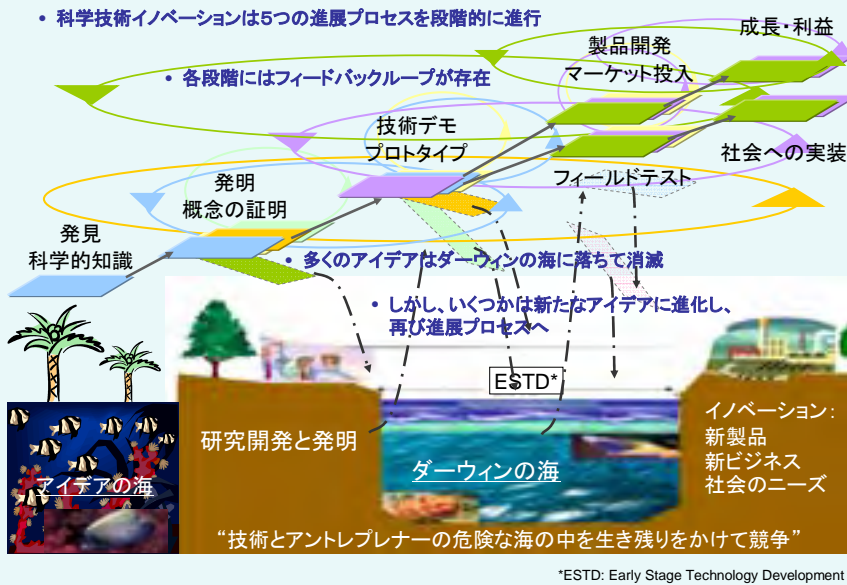 • 科学技術イノベーションは5つの進展プロセスを段階的に進行
成長・利益
製品開発
マーケット投入
• 各段階にはフィードバックループが存在
技術デモ
プロトタイプ
社会への実装
フィールドテスト
発明
概念の証明
発見
科学的知識
• 多くのアイデアはダーウィンの海に落ちて消滅
• しかし、いくつかは新たなアイデアに進化し、
再び進展プロセスへ
ESTD*
研究開発と発明
ダーウィンの海
イノベーション:
新製品
新ビジネス
社会のニーズ
アイデアの海
“技術とアントレプレナーの危険な海の中を生き残りをかけて競争”
*ESTD: Early Stage Technology Development